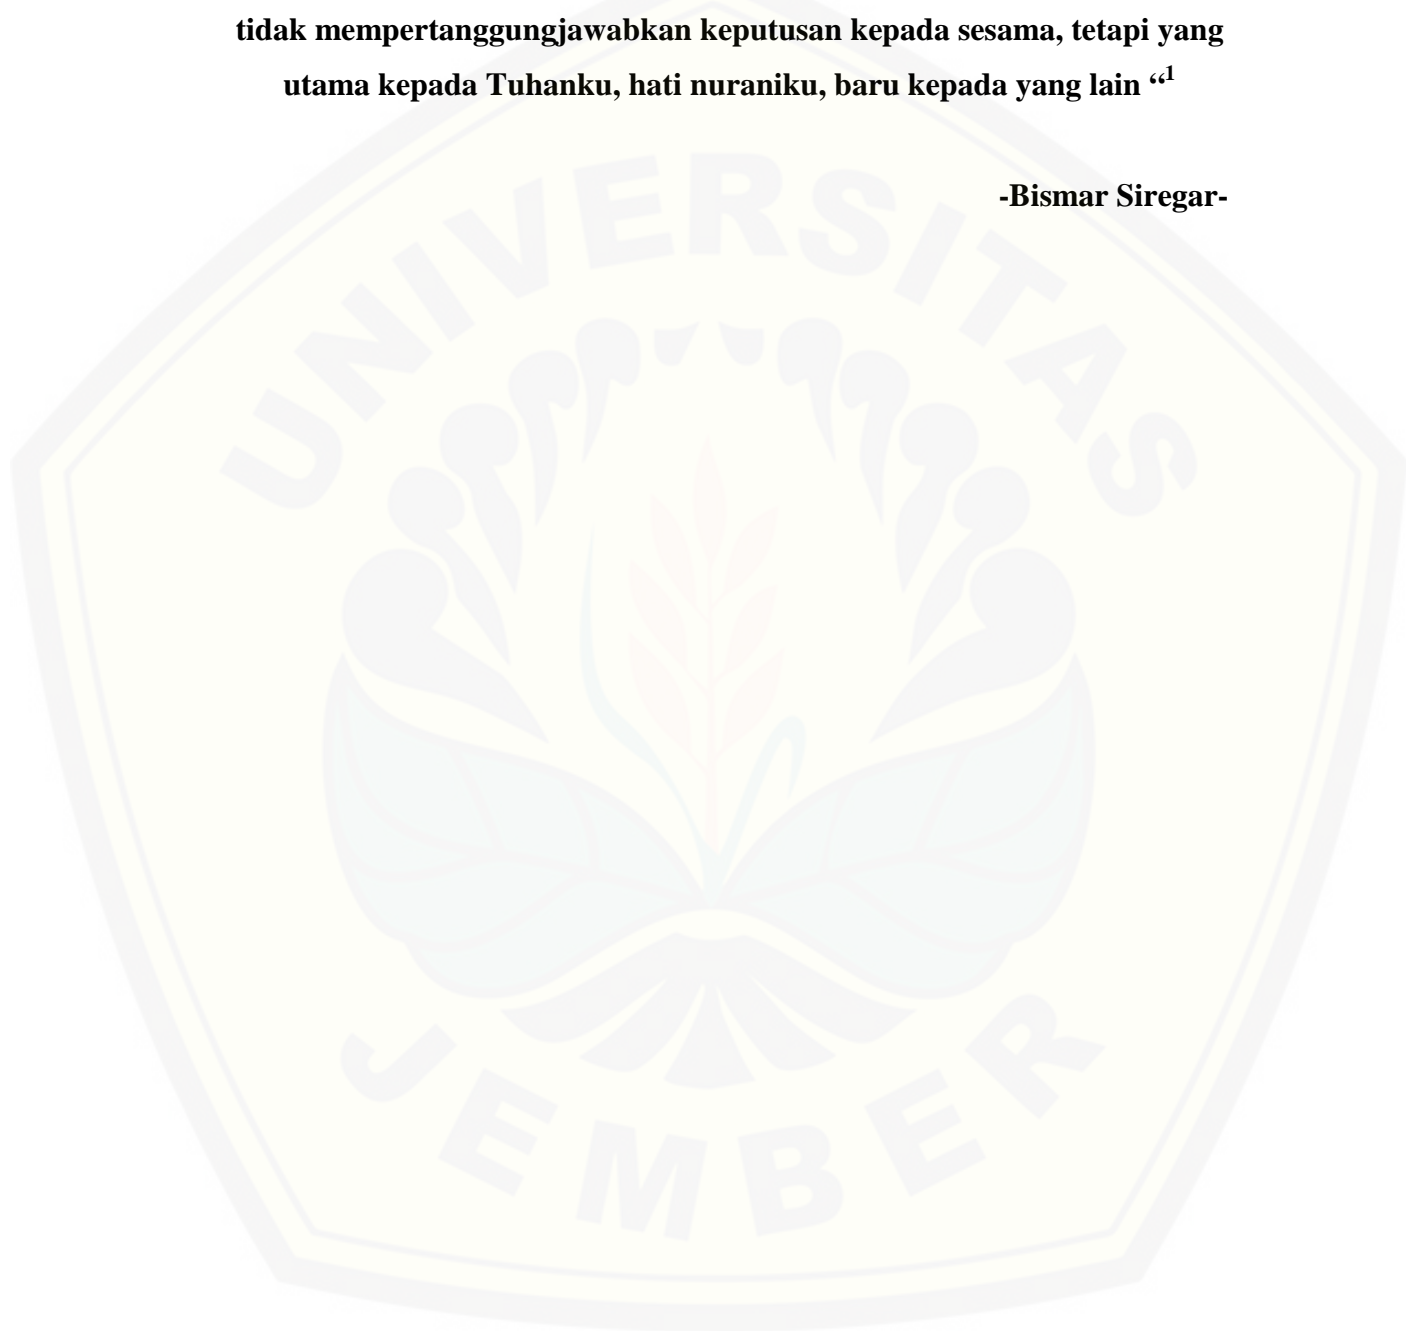 tidak mempertanggungjawabkan keputusan kepada sesama, tetapi yang
utama kepada Tuhanku, hati nuraniku, baru kepada yang lain “1
-Bismar Siregar-
UNIVERSITAS
JEMBER